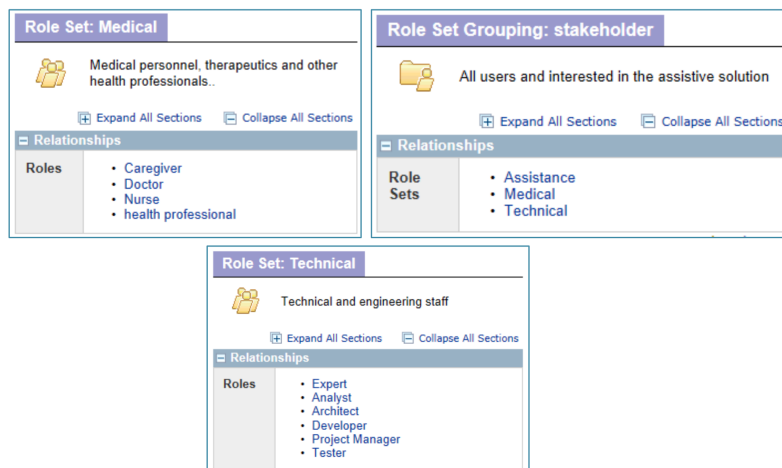 Role Set: Medical
Medical personnel, therapeutics and other
health professionals..
Expand All Sections Collapse All Sections
Relationships
Roles
Caregiver
Doctor
Nurse
health professional
Role Set Grouping: stakeholder
All users and interested in the assistive solution
Expand All Sections Collapse All Sections
Relationships
Role
Sets
Assistance
Medical
Technical
Role Set: Technical
Technical and engineering staff
Expand All Sections Collapse All Sections
Relationships
Roles
Expert
Analyst
Architect
Developer
Project Manager
Tester